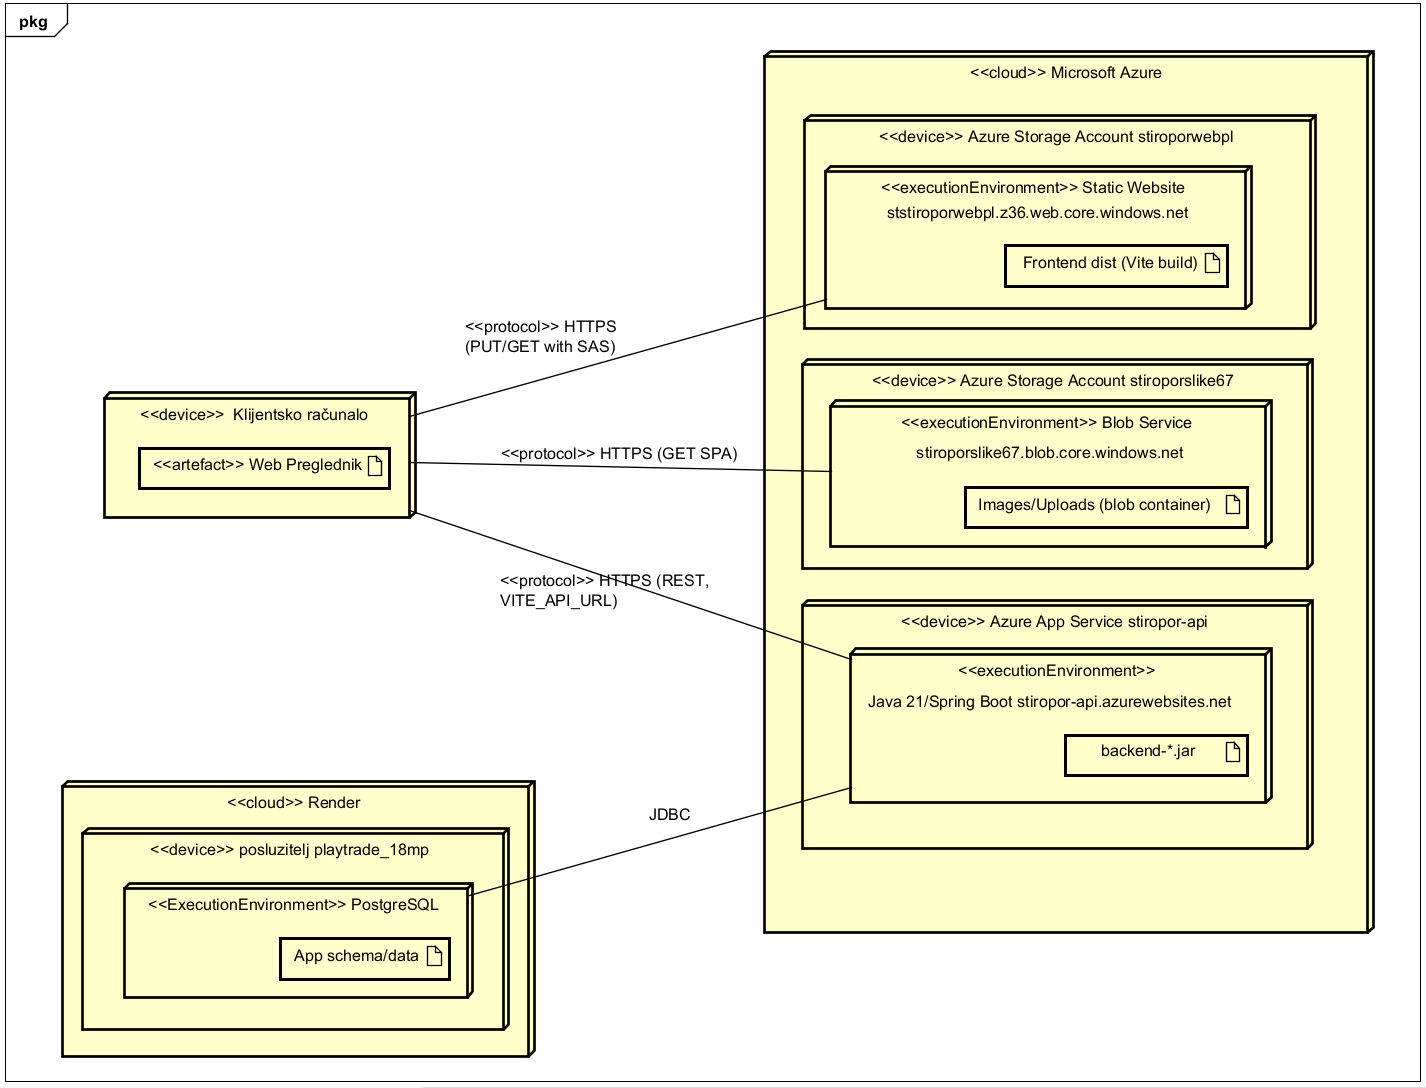 pkg
<<cloud>> Microsoft Azure
<<device>> Azure Storage Account stiroporwebpl
<<executionEnvironment>> Static Website
ststiroporwebpl.z36.web.core.windows.net
Frontend dist (Vite build)
<<protocol>> HTTPS
(PUT/GET with SAS)
<<device>> Azure Storage Account stiroporslike67
<<executionEnvironment>> Blob Service
stiroporslike67.blob.core.windows.net
Images/Uploads (blob container)
<<device>> Klijentsko računalo
<<artefact>> Web Preglednik
<<protocol>> HTTPS (GET SPA)
<<protocol>> HTTPS (REST,
VITE_API_URL)
<<device>> Azure App Service stiropor-api
<<executionEnvironment>>
Java 21/Spring Boot stiropor-api.azurewebsites.net
backend-*.jar
JDBC
<<cloud>> Render
<<device>> posluzitelj playtrade_18mp
<<ExecutionEnvironment>> PostgreSQL
App schema/data